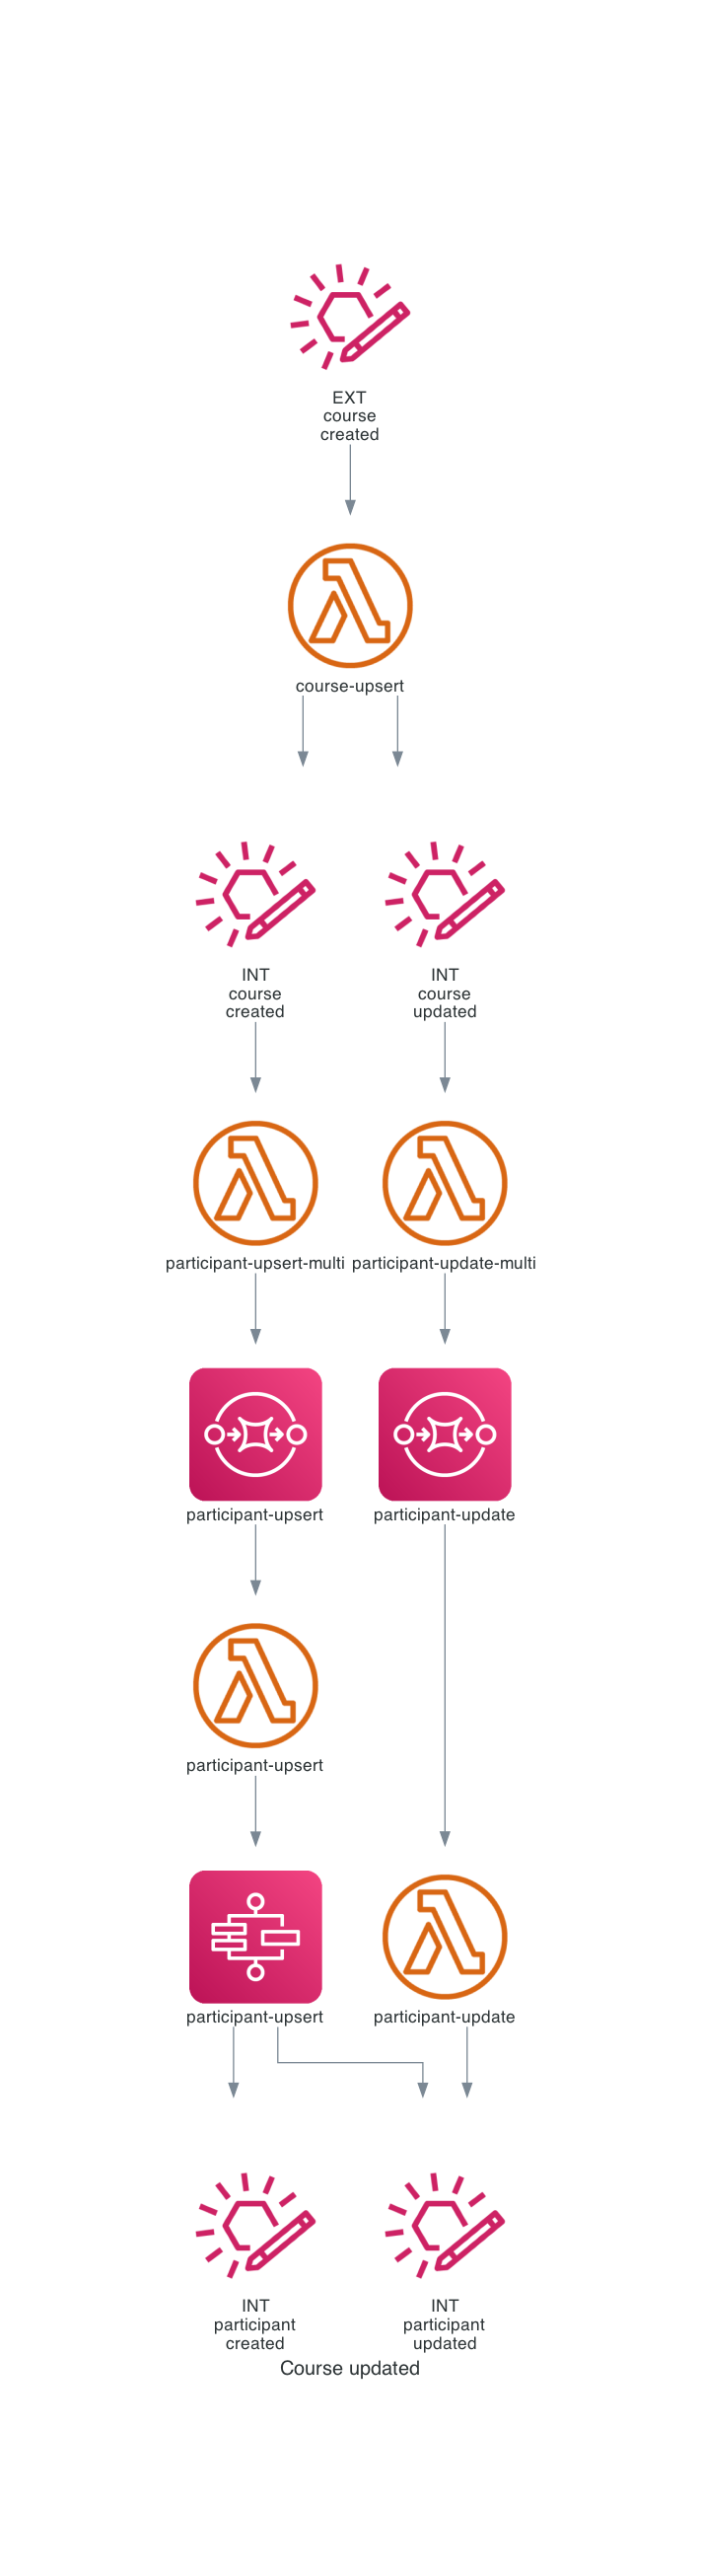 EXT
course
created
course-upsert
INT
course
created
INT
course
updated
participant-upsert-multi
participant-update-multi
participant-upsert
participant-update
participant-upsert
participant-upsert
participant-update
INT
participant
created
INT
participant
updated
Course updated